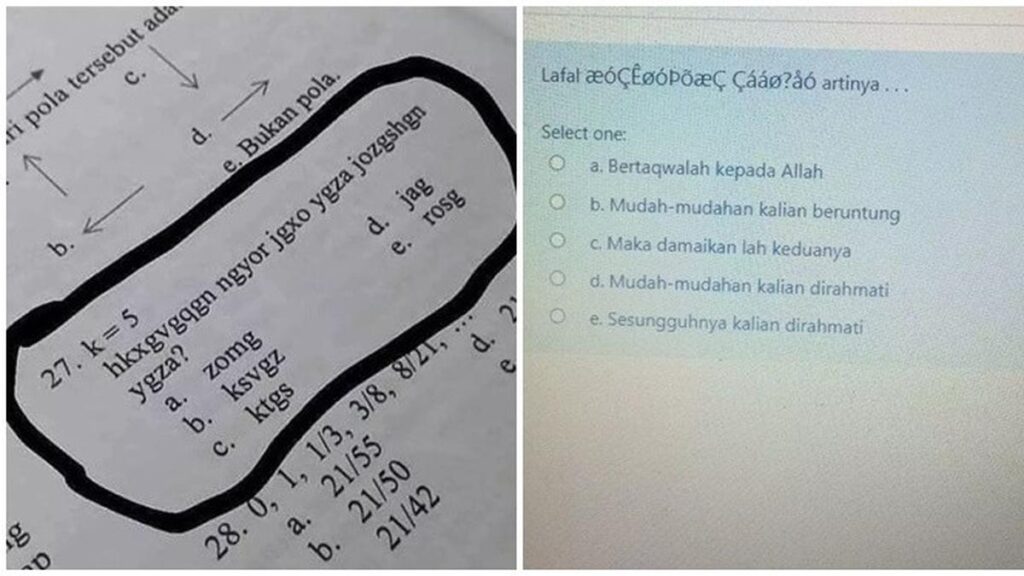 ri pola tersebut ada
c.
d.
e. Bukan pola.
b.
27. k = 5
hkxgvgqgn ngyor jgxo ygza jozgshgn
ygza?
a. zomg
b. ksvgz
c. ktgs
d. jag
e. rosg
28. 0, 1, 1/3, 3/8, 8/21, ...
a. 21/55
b. 21/50
21/42
d. 21
e
Lafal æóÇÊøóÞõæÇ Çááø?åó artinya . . .
Select one:
a. Bertaqwalah kepada Allah
b. Mudah-mudahan kalian beruntung
c. Maka damaikan lah keduanya
d. Mudah-mudahan kalian dirahmati
e. Sesungguhnya kalian dirahmati